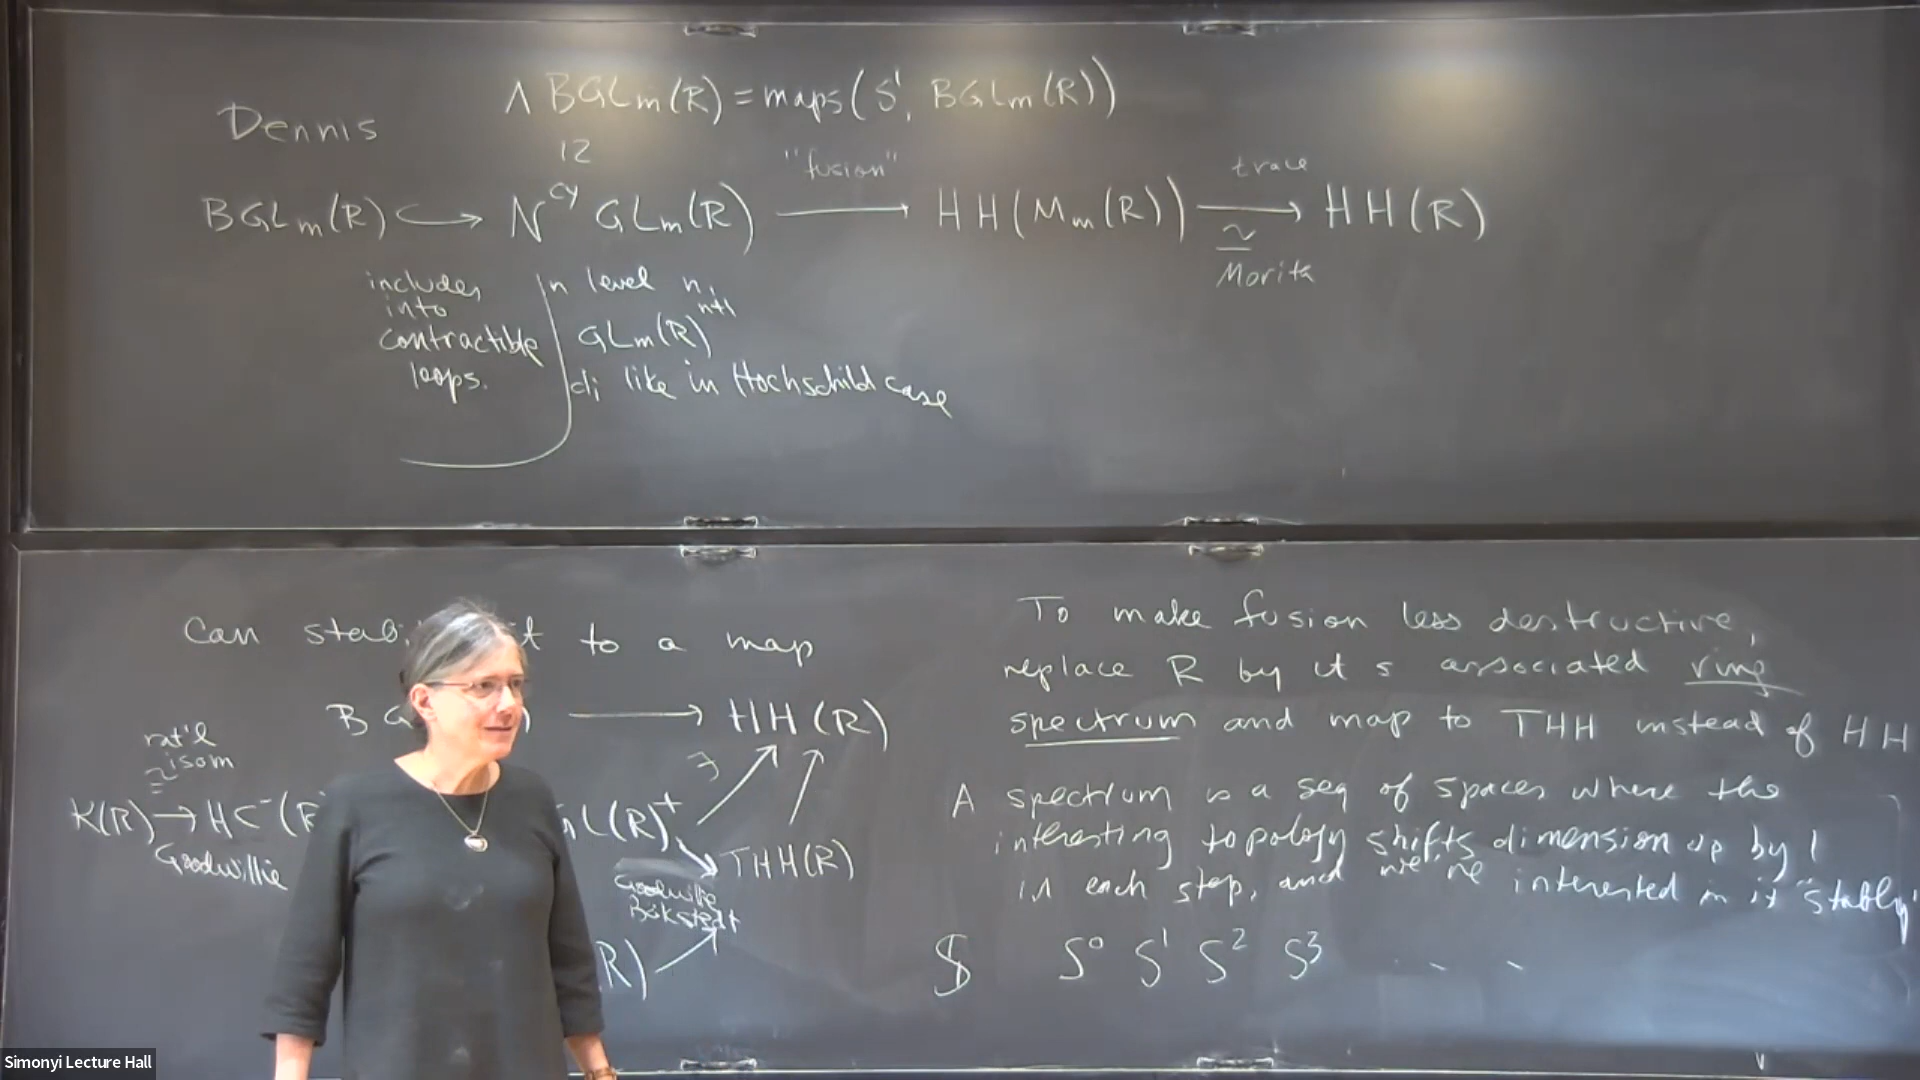 Dennis
Λ BGLm(R) = maps(S¹, BGLm(R))
12
BGLm(R) ↪ N^cy GLm(R) → HH(Mm(R)) → HH(R)
"fusion"
trace
≃
Morita
includes
into
contractible
loops.
in level n,
GLm(R)^n+1
di like in Hochschild case
Can to a map
HH(R)
∃
rat'l
isom
≅
K(R) → HC⁻(R
Goodwillie
L(R)⁺
THH(R)
Goodwillie
Bökstedt
R)
To make fusion less destructive,
replace R by it s associated ring
spectrum and map to THH instead of HH
A spectrum is a seq of spaces where the
interesting topology shifts dimension up by 1
in each step, and we're interested in it "stably"
$ S⁰ S¹ S² S³ . . .
Simonyi Lecture Hall